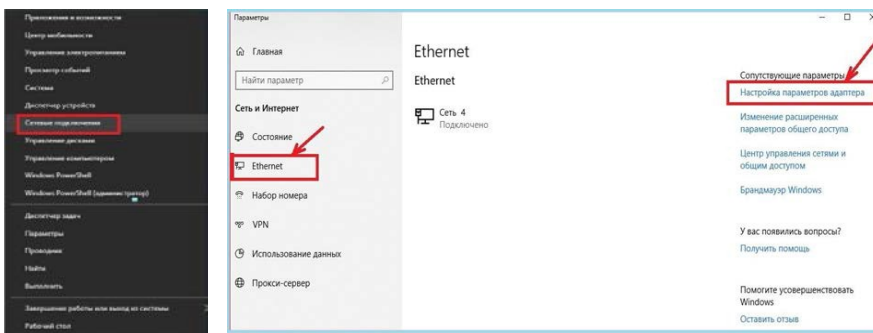 Приложения и возможности
Центр мобильности
Управление электропитанием
Просмотр событий
Система
Диспетчер устройств
Сетевые подключения
Управление дисками
Управление компьютером
Windows PowerShell
Windows PowerShell (администратор)
Диспетчер задач
Параметры
Проводник
Найти
Выполнить
Завершение работы или выход из системы
Рабочий стол
Параметры
Главная
Найти параметр
Сеть и Интернет
Состояние
Ethernet
Набор номера
VPN
Использование данных
Прокси-сервер
Ethernet
Ethernet
Сеть 4
Подключено
Сопутствующие параметры
Настройка параметров адаптера
Изменение расширенных
параметров общего доступа
Центр управления сетями и
общим доступом
Брандмауэр Windows
У вас появились вопросы?
Получить помощь
Помогите усовершенствовать
Windows
Оставить отзыв